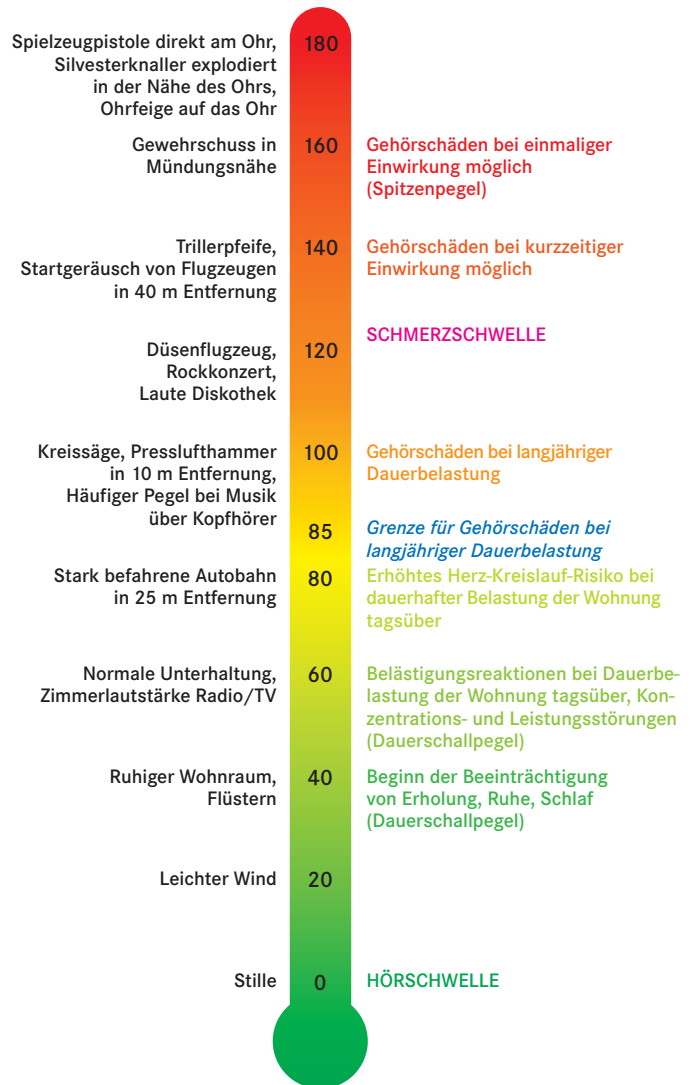 Spielzeugpistole direkt am Ohr,
Silvesterknaller explodiert
in der Nähe des Ohrs,
Ohrfeige auf das Ohr
180
Gewehrschuss in
Mündungsnähe
160
Gehörschäden bei einmaliger
Einwirkung möglich
(Spitzenpegel)
Trillerpfeife,
Startgeräusch von Flugzeugen
in 40 m Entfernung
140
Gehörschäden bei kurzzeitiger
Einwirkung möglich
SCHMERZSCHWELLE
Düsenflugzeug,
Rockkonzert,
Laute Diskothek
120
Kreissäge, Presslufthammer
in 10 m Entfernung,
Häufiger Pegel bei Musik
über Kopfhörer
100
Gehörschäden bei langjähriger
Dauerbelastung
85
Grenze für Gehörschäden bei
langjähriger Dauerbelastung
Stark befahrene Autobahn
in 25 m Entfernung
80
Erhöhtes Herz-Kreislauf-Risiko bei
dauerhafter Belastung der Wohnung
tagsüber
Normale Unterhaltung,
Zimmerlautstärke Radio/TV
60
Belästigungsreaktionen bei Dauerbe-
lastung der Wohnung tagsüber, Kon-
zentrations- und Leistungsstörungen
(Dauerschallpegel)
Ruhiger Wohnraum,
Flüstern
40
Beginn der Beeinträchtigung
von Erholung, Ruhe, Schlaf
(Dauerschallpegel)
Leichter Wind
20
Stille
0
HÖRSCHWELLE